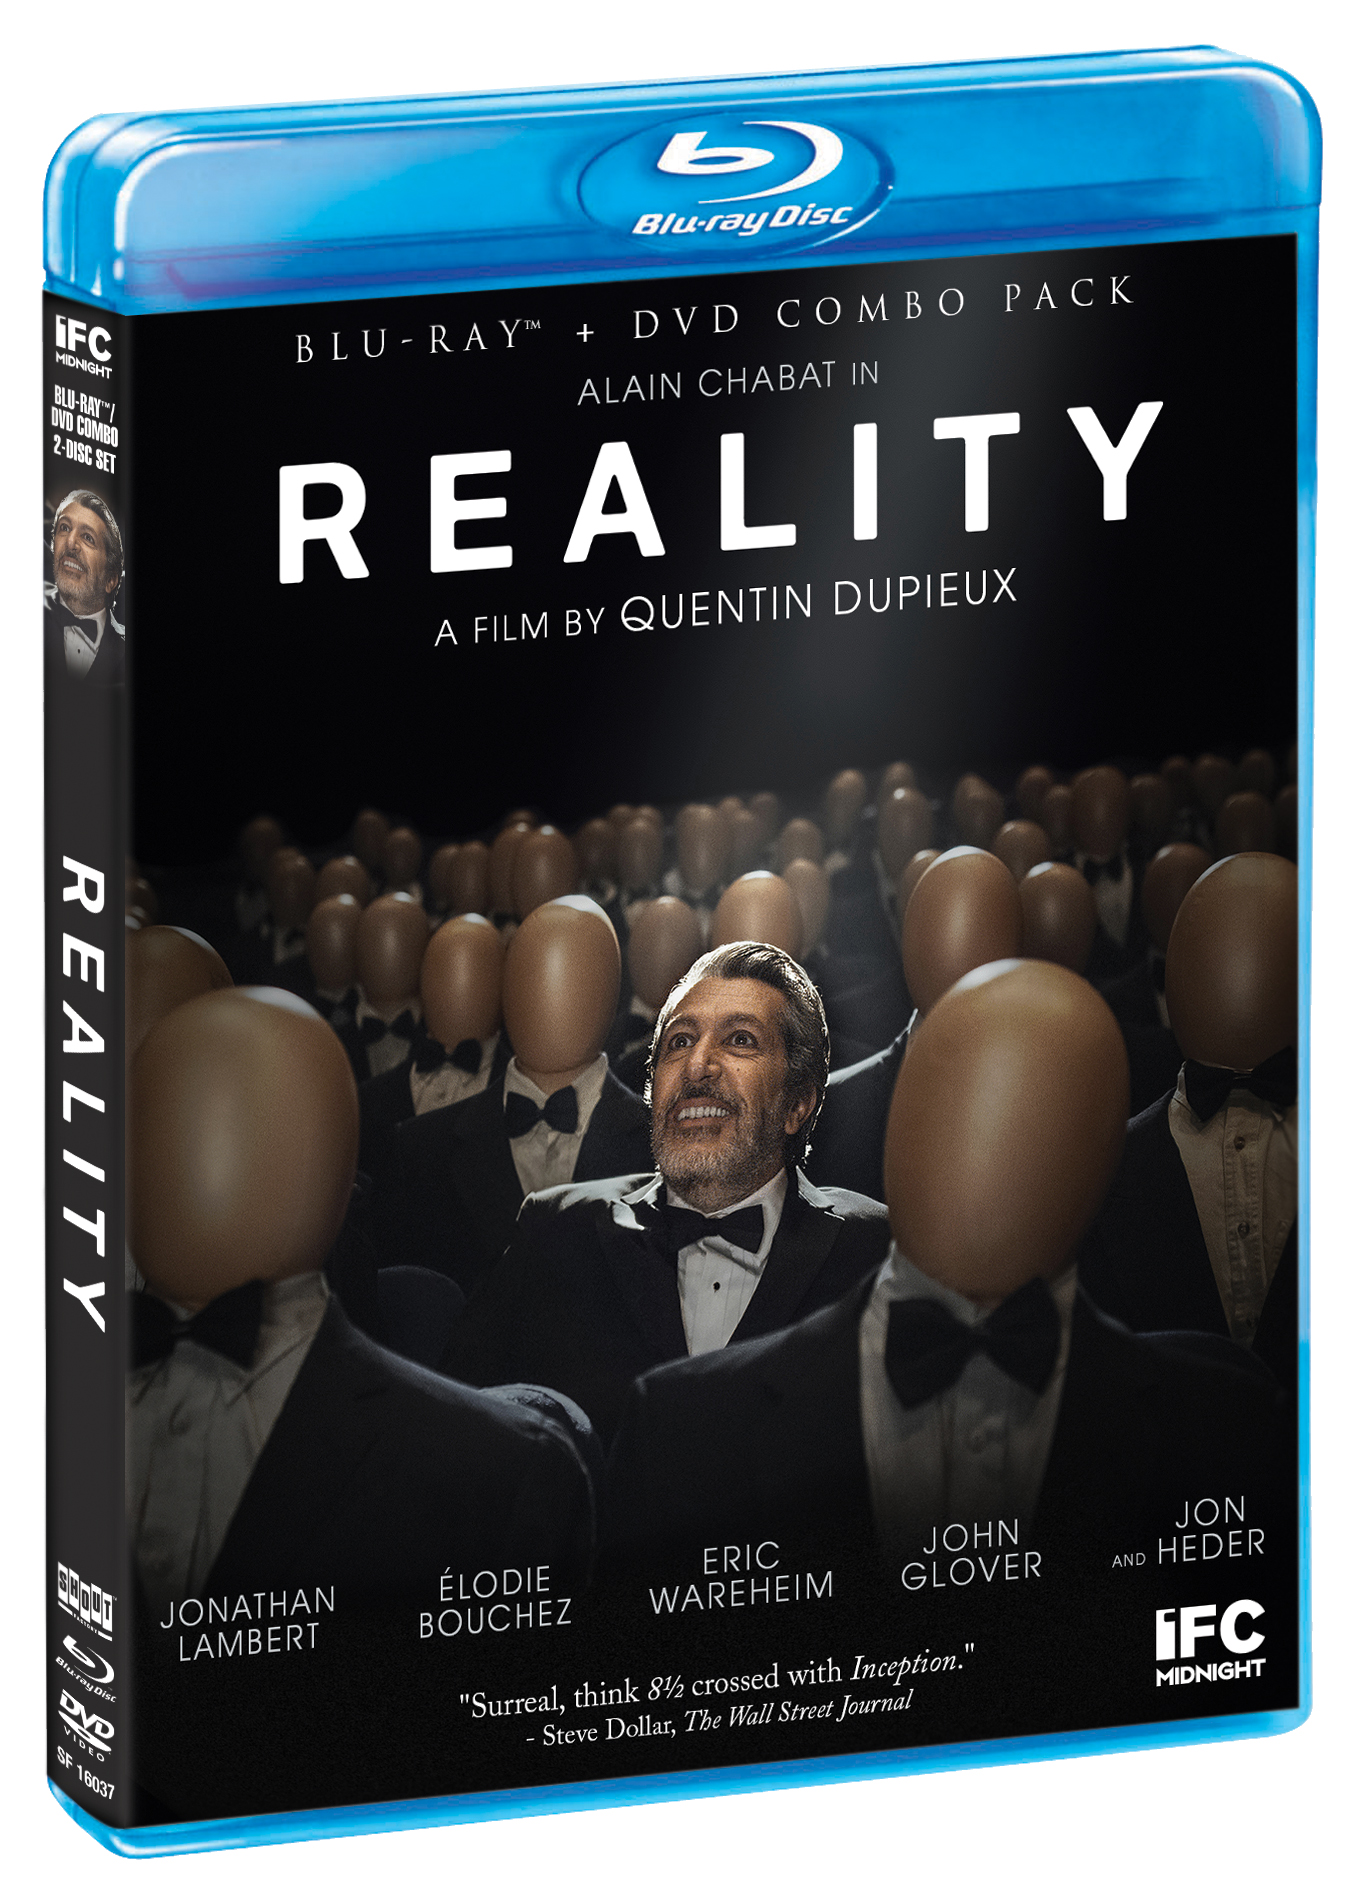 Blu-ray Disc
BLU-RAY™ + DVD COMBO PACK
ALAIN CHABAT IN
REALITY
A FILM BY QUENTIN DUPIEUX
JONATHAN
LAMBERT
ÉLODIE
BOUCHEZ
ERIC
WAREHEIM
JOHN
GLOVER
JON
AND HEDER
IFC
MIDNIGHT
"Surreal, think 8½ crossed with Inception."
- Steve Dollar, The Wall Street Journal
IFC
MIDNIGHT
BLU-RAY™/
DVD COMBO
2-DISC SET
REALITY
SHOUT™
FACTORY
Blu-ray Disc
DVD
VIDEO
SF 16037